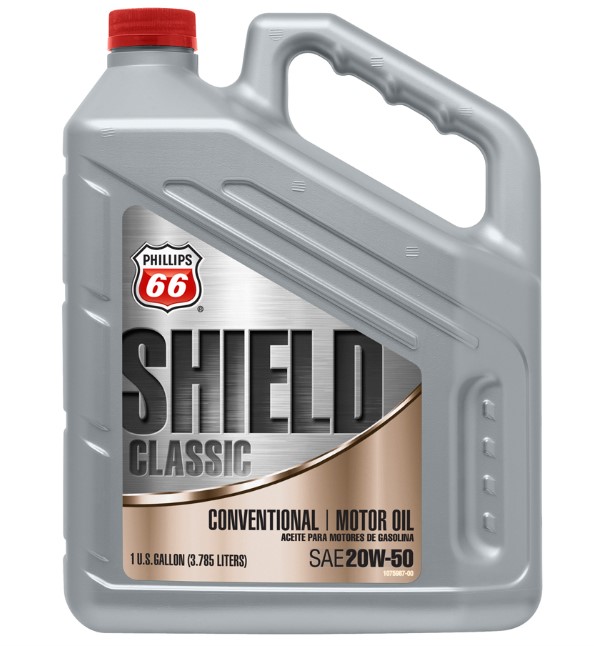 PHILLIPS
66
®
SHIELD
CLASSIC
CONVENTIONAL | MOTOR OIL
ACEITE PARA MOTORES DE GASOLINA
1 U.S. GALLON (3.785 LITERS)
SAE 20W-50